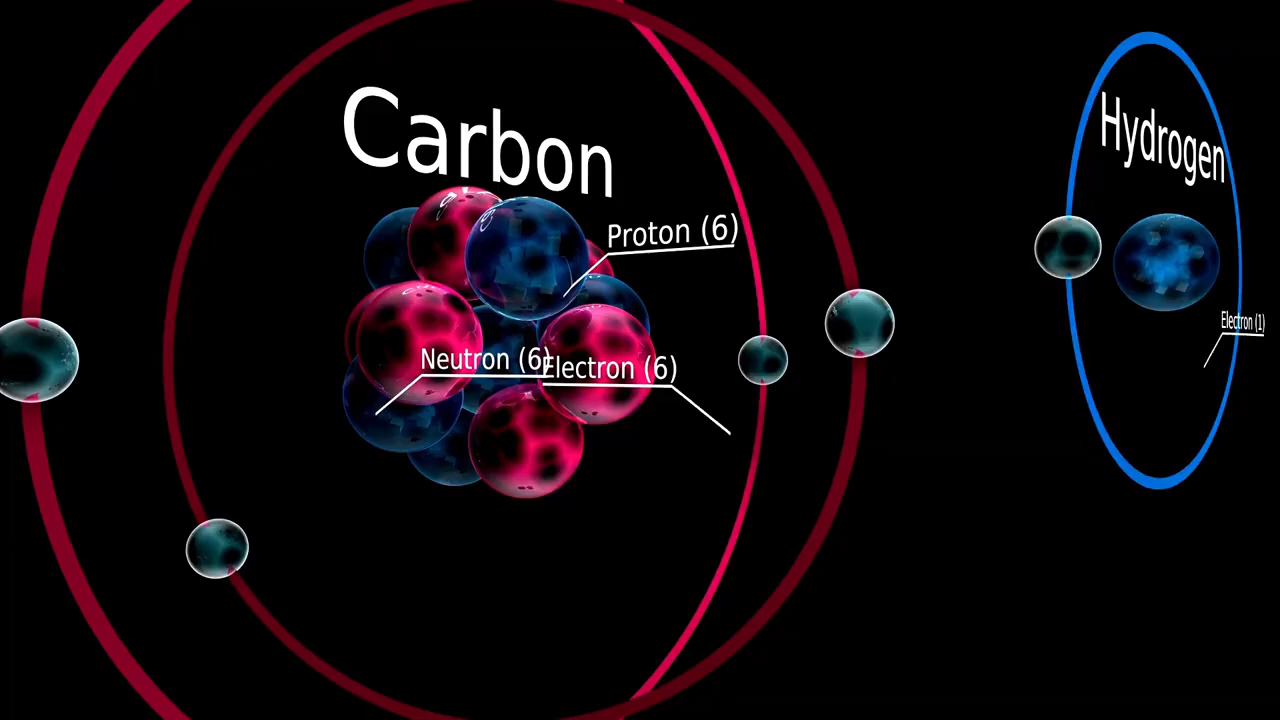 Carbon
Proton (6)
Neutron (6)
Electron (6)
Hydrogen
Electron (1)